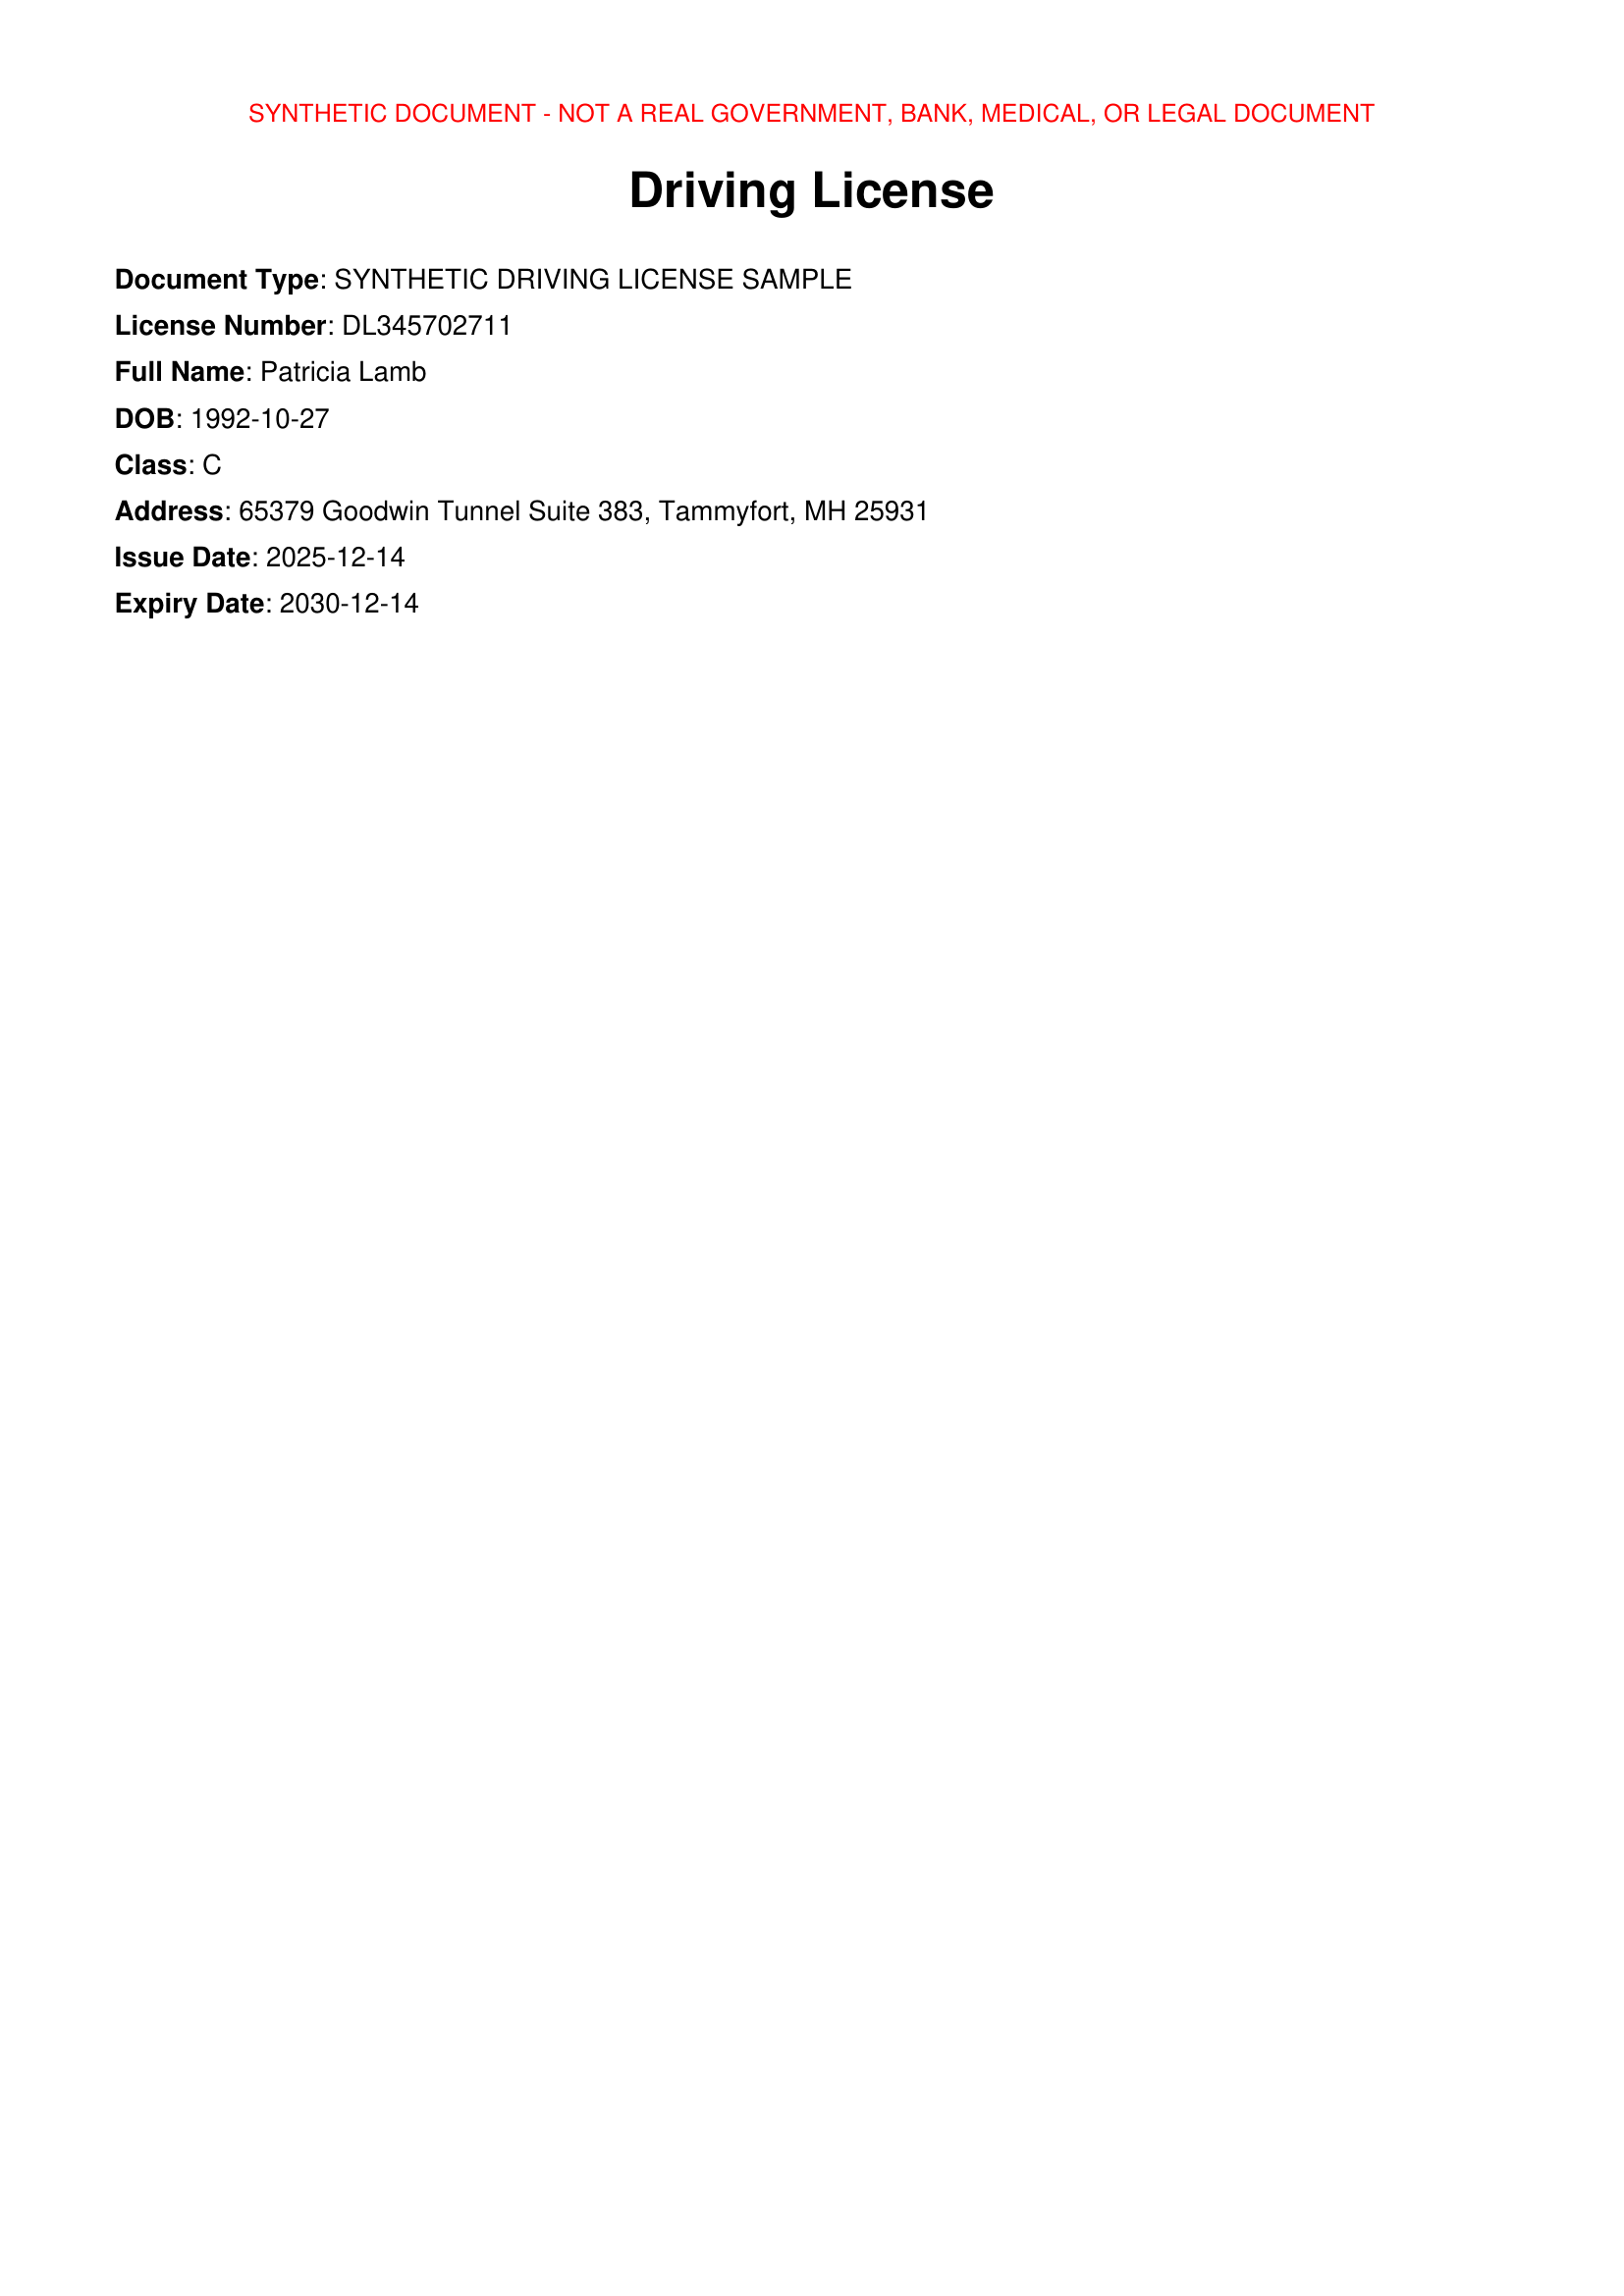 SYNTHETIC DOCUMENT - NOT A REAL GOVERNMENT, BANK, MEDICAL, OR LEGAL DOCUMENT
Driving License
Document Type: SYNTHETIC DRIVING LICENSE SAMPLE
License Number: DL345702711
Full Name: Patricia Lamb
DOB: 1992-10-27
Class: C
Address: 65379 Goodwin Tunnel Suite 383, Tammyfort, MH 25931
Issue Date: 2025-12-14
Expiry Date: 2030-12-14